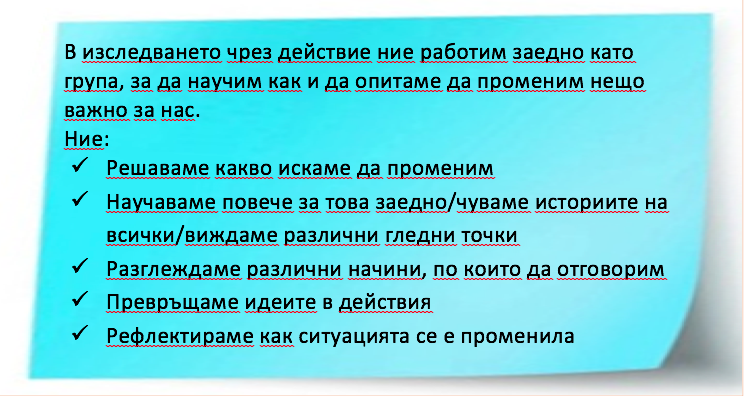 В изследването чрез действие ние работим заедно като
група, за да научим как и да опитаме да променим нещо
важно за нас.
Ние:
✓ Решаваме какво искаме да променим
✓ Научаваме повече за това заедно/чуваме историите на
всички/виждаме различни гледни точки
✓ Разглеждаме различни начини, по които да отговорим
✓ Превръщаме идеите в действия
✓ Рефлектираме как ситуацията се е променила